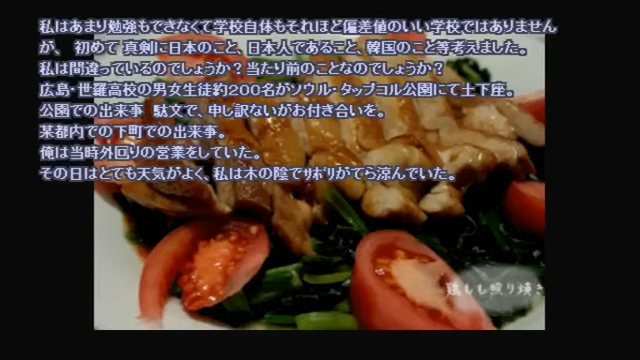 私はあまり勉強もできなくて学校自体もそれほど偏差値のいい学校ではありません
が、 初めて 真剣に日本のこと、日本人であること、韓国のこと等考えました。
私は間違っているのでしょうか？当たり前のことなのでしょうか？
広島・世羅高校の男女生徒約200名がソウル・タップコル公園にて土下座。
公園での出来事　駄文で、申し訳ないがお付き合いを。
某都内での下町での出来事。
俺は当時外回りの営業をしていた。
その日はとても天気がよく、私は木の陰でｻﾎﾞﾘがてら涼んでいた。
鶏もも照り焼き